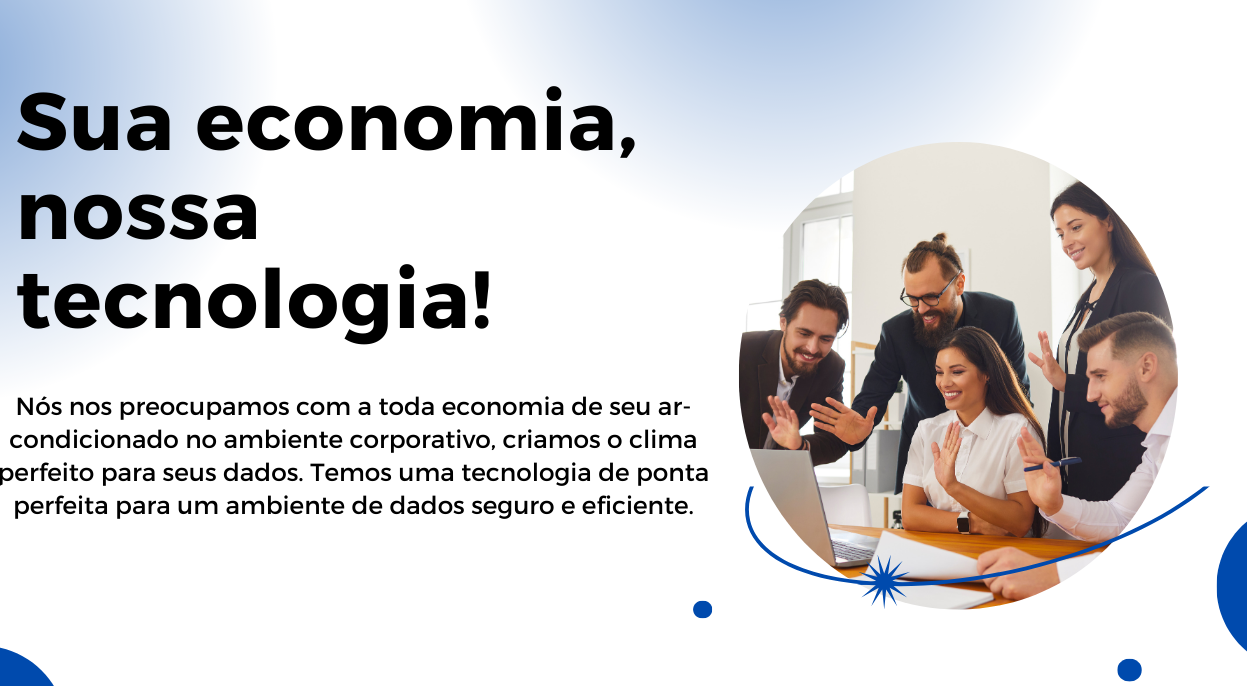 Sua economia,
nossa
tecnologia!
Nós nos preocupamos com a toda economia de seu ar-
condicionado no ambiente corporativo, criamos o clima
perfeito para seus dados. Temos uma tecnologia de ponta
perfeita para um ambiente de dados seguro e eficiente.